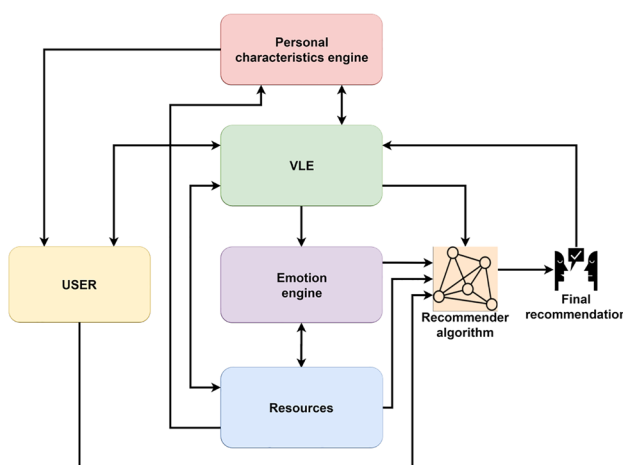 Personal
characteristics engine
VLE
USER
Emotion
engine
Recommender
algorithm
Final
recommendation
Resources